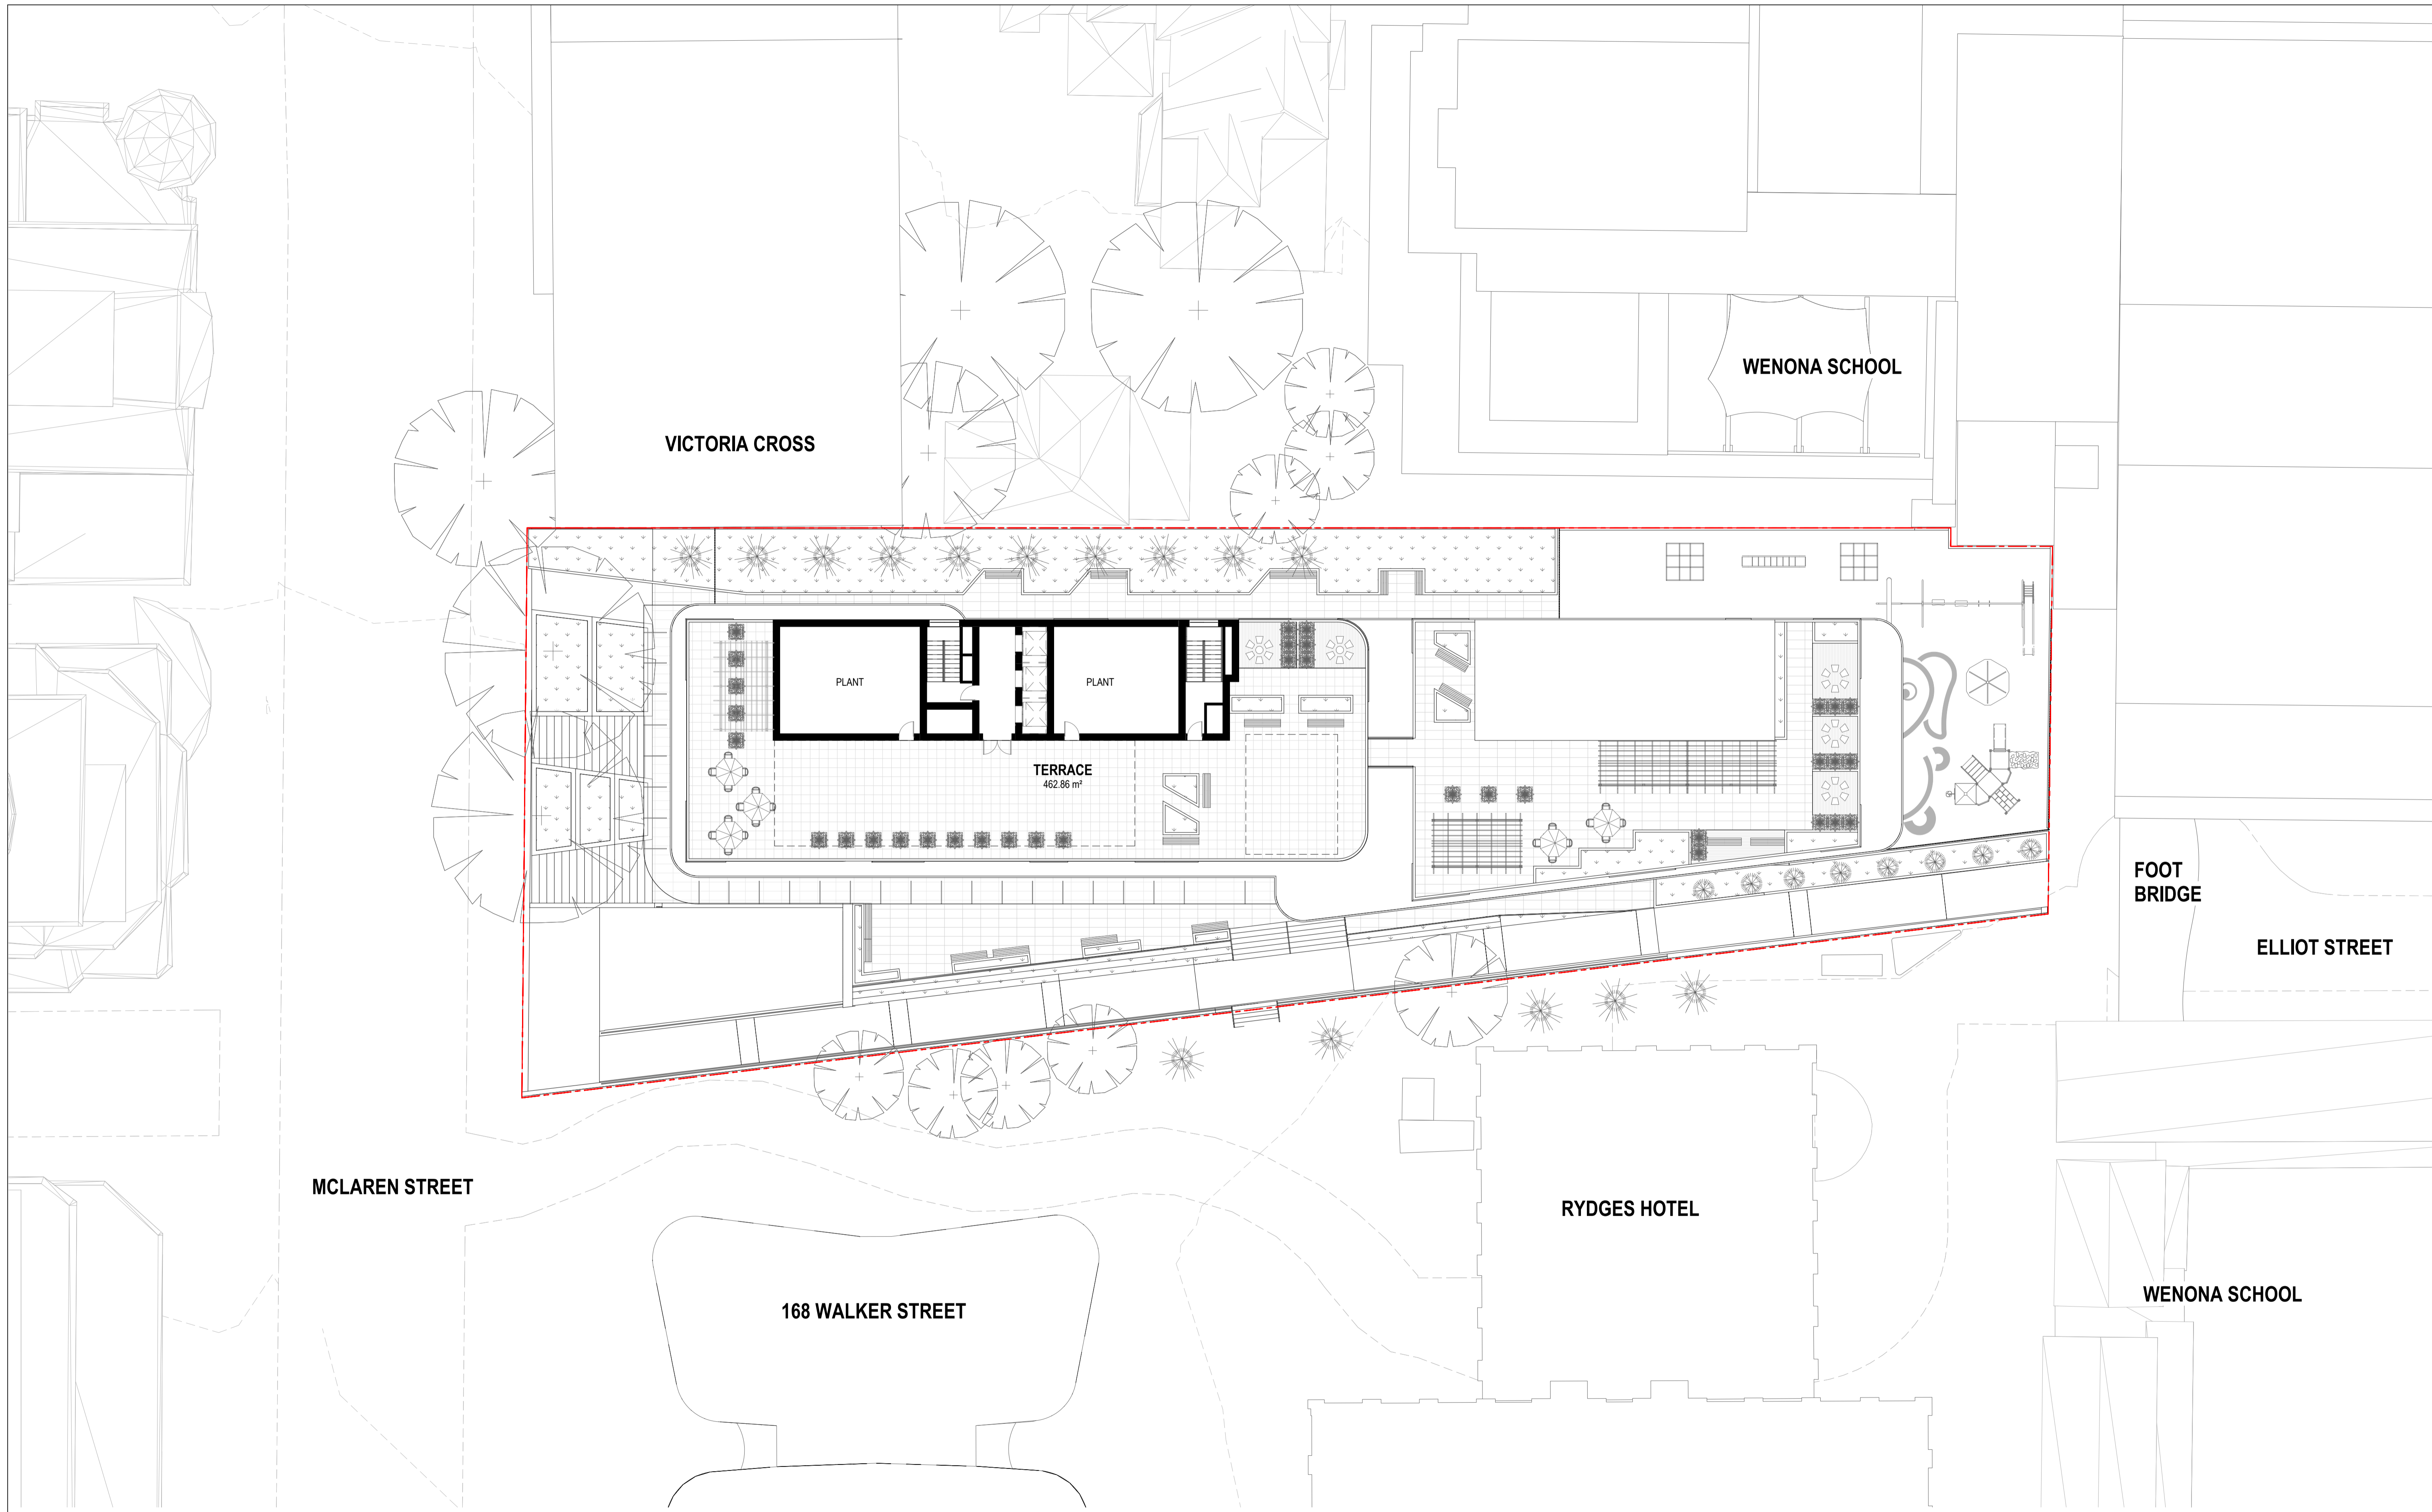 WENONA SCHOOL
VICTORIA CROSS
PLANT
PLANT
TERRACE
462.86 m²
FOOT
BRIDGE
ELLIOT STREET
MCLAREN STREET
RYDGES HOTEL
168 WALKER STREET
WENONA SCHOOL